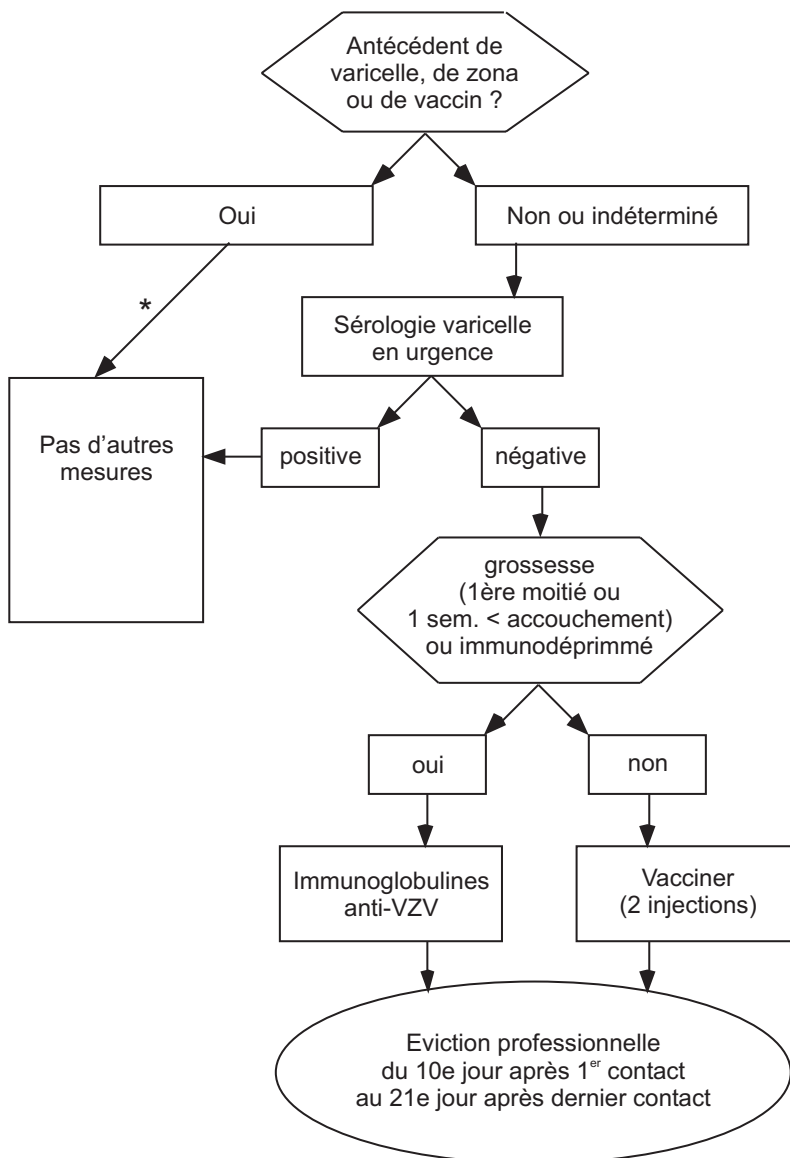 Antécédent de
varicelle, de zona
ou de vaccin ?
Oui
Non ou indéterminé
*
Sérologie varicelle
en urgence
Pas d'autres
mesures
positive
négative
grossesse
(1ère moitié ou
1 sem. < accouchement)
ou immunodéprimmé
oui
non
Immunoglobulines
anti-VZV
Vacciner
(2 injections)
Eviction professionnelle
du 10e jour après 1er contact
au 21e jour après dernier contact